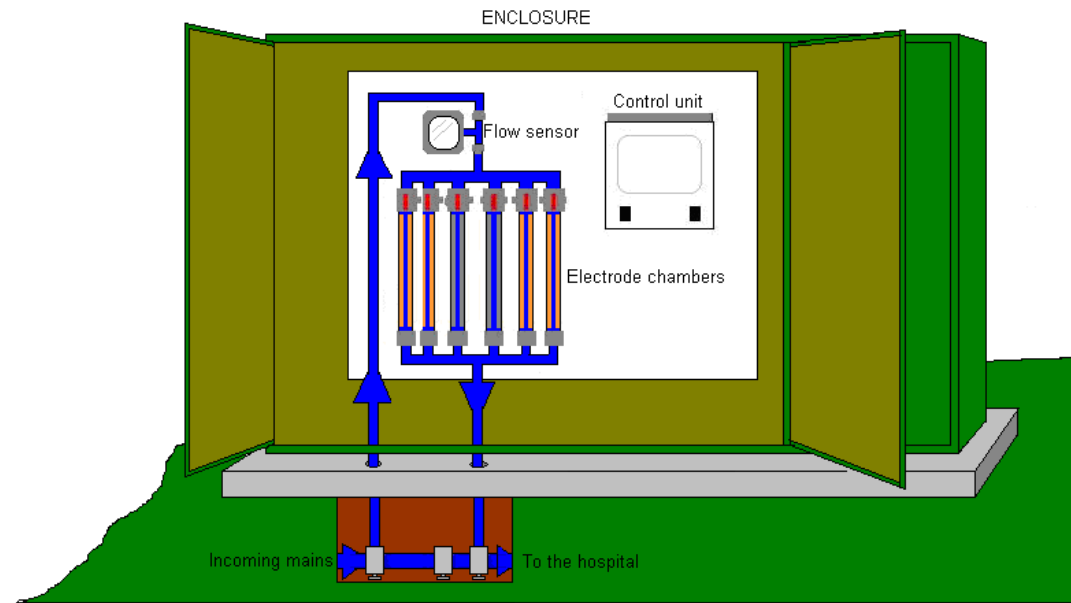 ENCLOSURE
Control unit
Flow sensor
Electrode chambers
Incoming mains
To the hospital